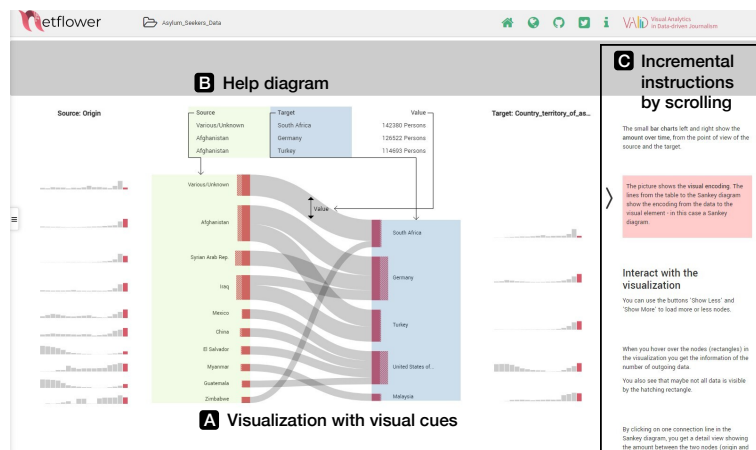 netflower
Asylum_Seekers_Data
VALID Visual Analytics
in Data-driven Journalism
B Help diagram
C Incremental
instructions
by scrolling
Source: Origin
Source Target Value
Various/Unknown South Africa 142380 Persons
Afghanistan Germany 126522 Persons
Afghanistan Turkey 114693 Persons
Target: Country_territory_of_as...
Various/Unknown
Value
Afghanistan
South Africa
Syrian Arab Rep.
Germany
Iraq
Mexico
Turkey
China
El Salvador
Myanmar
United States of...
Guatemala
Zimbabwe
Malaysia
A Visualization with visual cues
The small bar charts left and right show the
amount over time, from the point of view of the
source and the target.
The picture shows the visual encoding. The
lines from the table to the Sankey diagram
show the encoding from the data to the
visual element - in this case a Sankey
diagram.
Interact with the
visualization
You can use the buttons 'Show Less' and
'Show More' to load more or less nodes.
When you hover over the nodes (rectangles) in
the visualization you get the information of the
number of outgoing data.
You also see that maybe not all data is visible
by the hatching rectangle.
By clicking on one connection line in the
Sankey diagram, you get a detail view showing
the amount between the two nodes (origin and